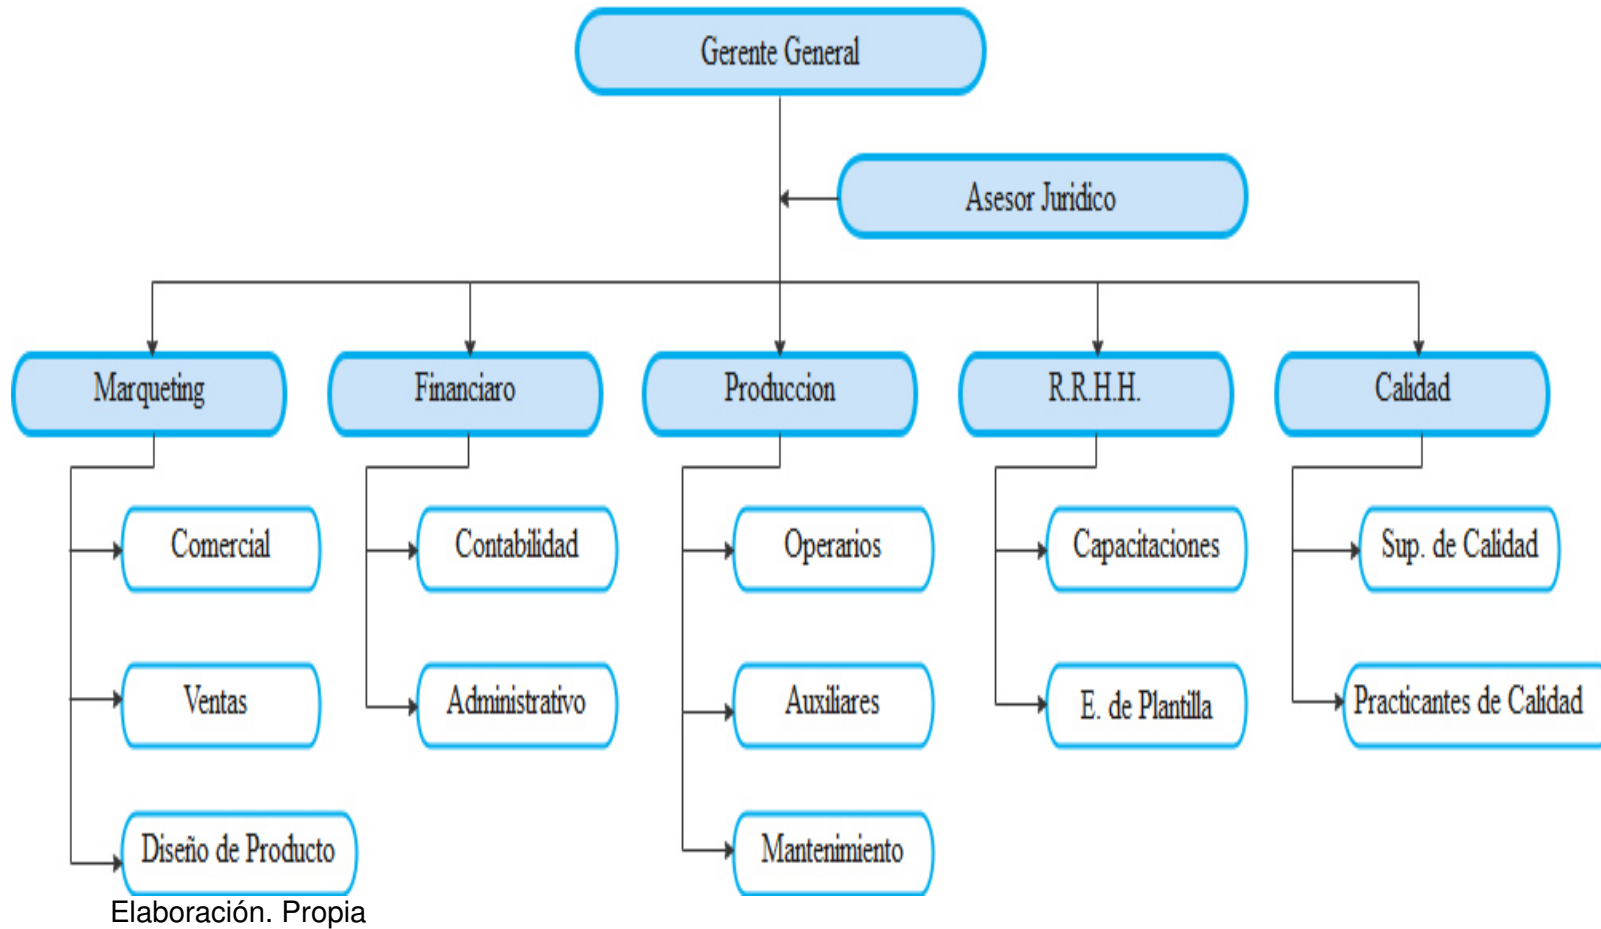 Gerente General
Asesor Juridico
Marqueting
Financiaro
Produccion
R.R.H.H.
Calidad
Comercial
Contabilidad
Operarios
Capacitaciones
Sup. de Calidad
Ventas
Administrativo
Auxiliares
E. de Plantilla
Practicantes de Calidad
Diseño de Producto
Mantenimiento
Elaboración. Propia